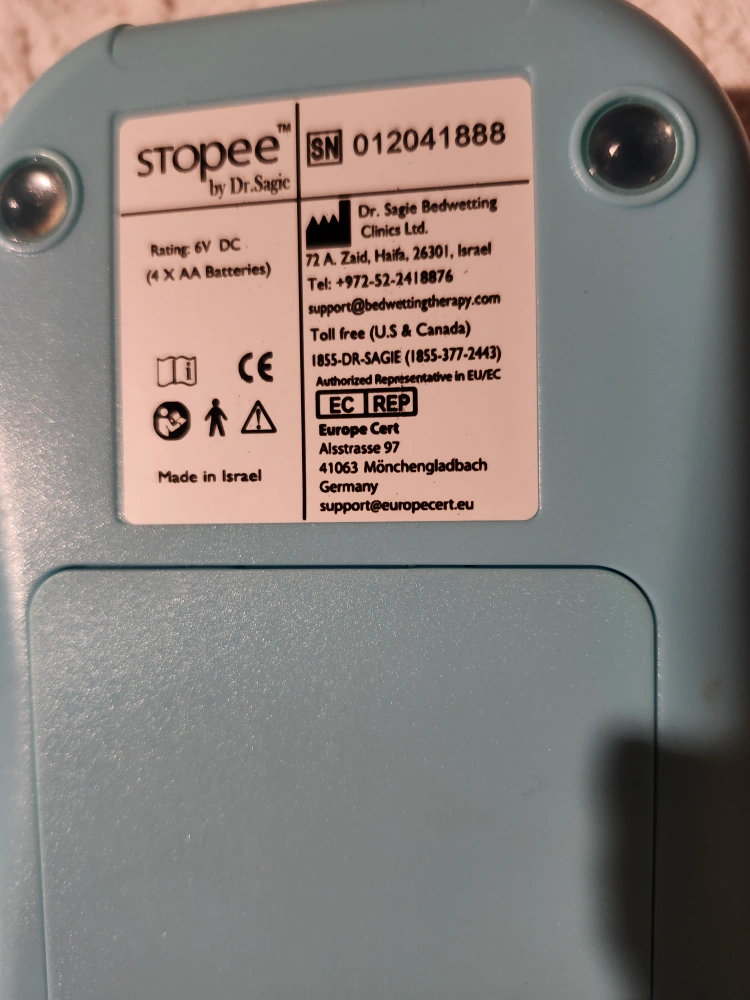 STOPee™
by Dr.Sagie
SN 012041888
Rating: 6V DC
(4 X AA Batteries)
CE
Made in Israel
Dr. Sagie Bedwetting
Clinics Ltd.
72 A. Zaid, Haifa, 26301, Israel
Tel: +972-52-2418876
support@bedwettingtherapy.com
Toll free (U.S & Canada)
1855-DR-SAGIE (1855-377-2443)
Authorized Representative in EU/EC
EC REP
Europe Cert
Alsstrasse 97
41063 Mönchengladbach
Germany
support@europecert.eu